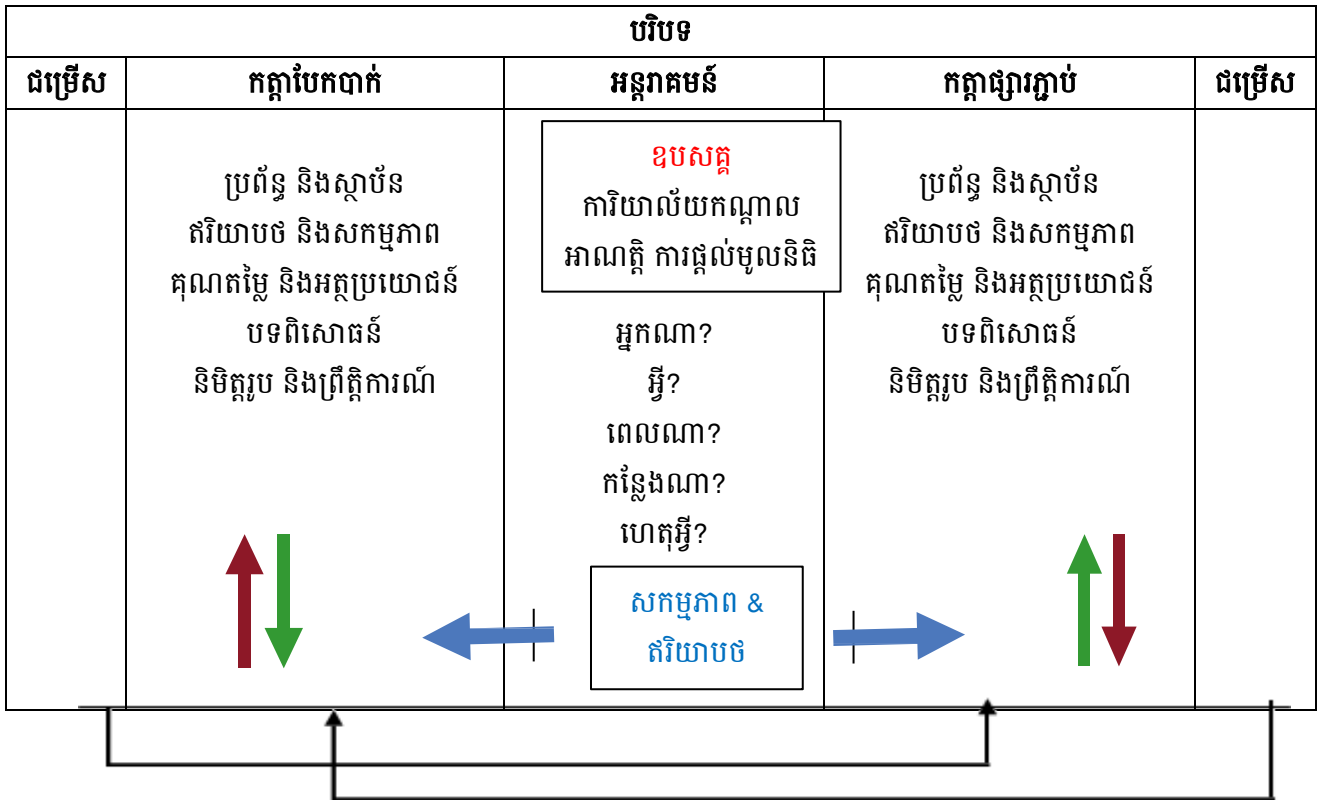 បរិបទ
ជម្រើស
កត្តាបែកបាក់
អន្តរាគមន៍
កត្តាផ្សារភ្ជាប់
ជម្រើស
ប្រព័ន្ធ និងស្ថាប័ន
ឥរិយាបថ និងសកម្មភាព
គុណតម្លៃ និងអត្ថប្រយោជន៍
បទពិសោធន៍
និមិត្តរូប និងព្រឹត្តិការណ៍
ឧបសគ្គ
ការិយាល័យកណ្តាល
អាណត្តិ ការផ្តល់មូលនិធិ
អ្នកណា?
អ្វី?
ពេលណា?
កន្លែងណា?
ហេតុអ្វី?
សកម្មភាព &
ឥរិយាបថ
ប្រព័ន្ធ និងស្ថាប័ន
ឥរិយាបថ និងសកម្មភាព
គុណតម្លៃ និងអត្ថប្រយោជន៍
បទពិសោធន៍
និមិត្តរូប និងព្រឹត្តិការណ៍